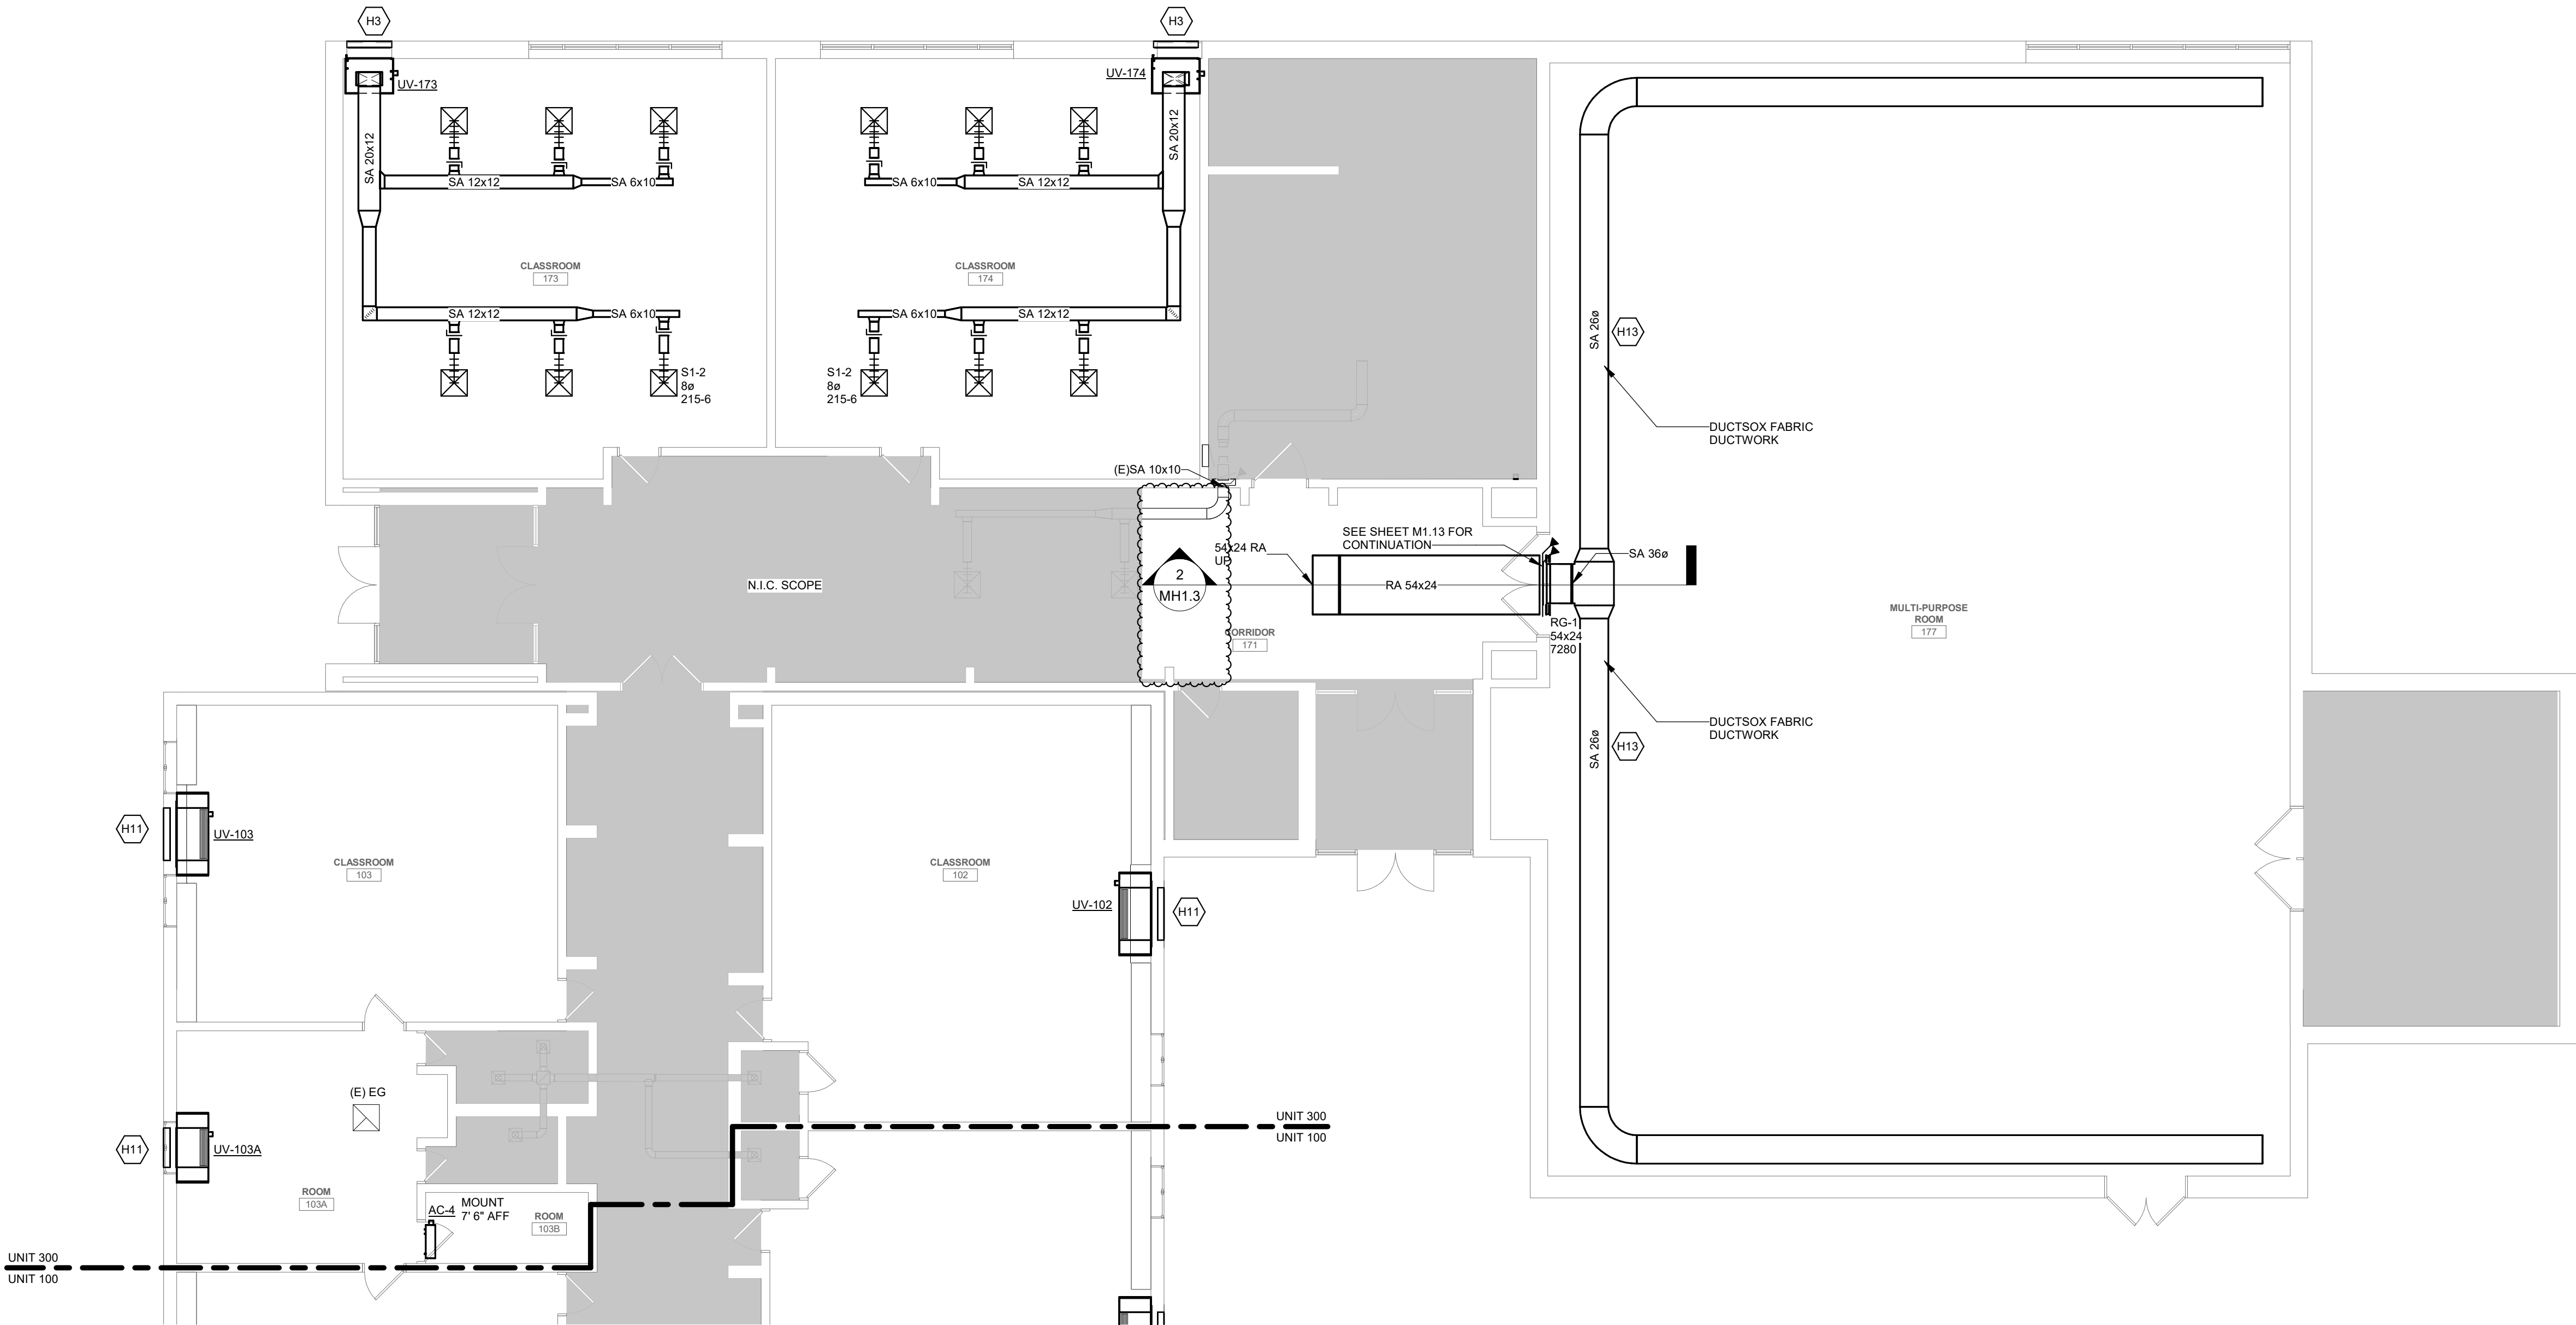 H3
H3
UV-173
UV-174
SA 20x12
SA 20x12
SA 12x12
SA 6x10
SA 6x10
SA 12x12
CLASSROOM
173
CLASSROOM
174
SA 12x12
SA 6x10
SA 6x10
SA 12x12
S1-2
8ø
215-6
S1-2
8ø
215-6
SA 26ø
H13
DUCTSOX FABRIC
DUCTWORK
(E)SA 10x10
SEE SHEET M1.13 FOR
CONTINUATION
54x24 RA
UP
SA 36ø
N.I.C. SCOPE
2
MH1.3
RA 54x24
MULTI-PURPOSE
ROOM
177
RG-1
54x24
7280
CORRIDOR
171
DUCTSOX FABRIC
DUCTWORK
SA 26ø
H13
H11
UV-103
CLASSROOM
103
CLASSROOM
102
UV-102
H11
(E) EG
H11
UV-103A
UNIT 300
UNIT 100
ROOM
103A
AC-4
MOUNT
7' 6" AFF
ROOM
103B
UNIT 300
UNIT 100